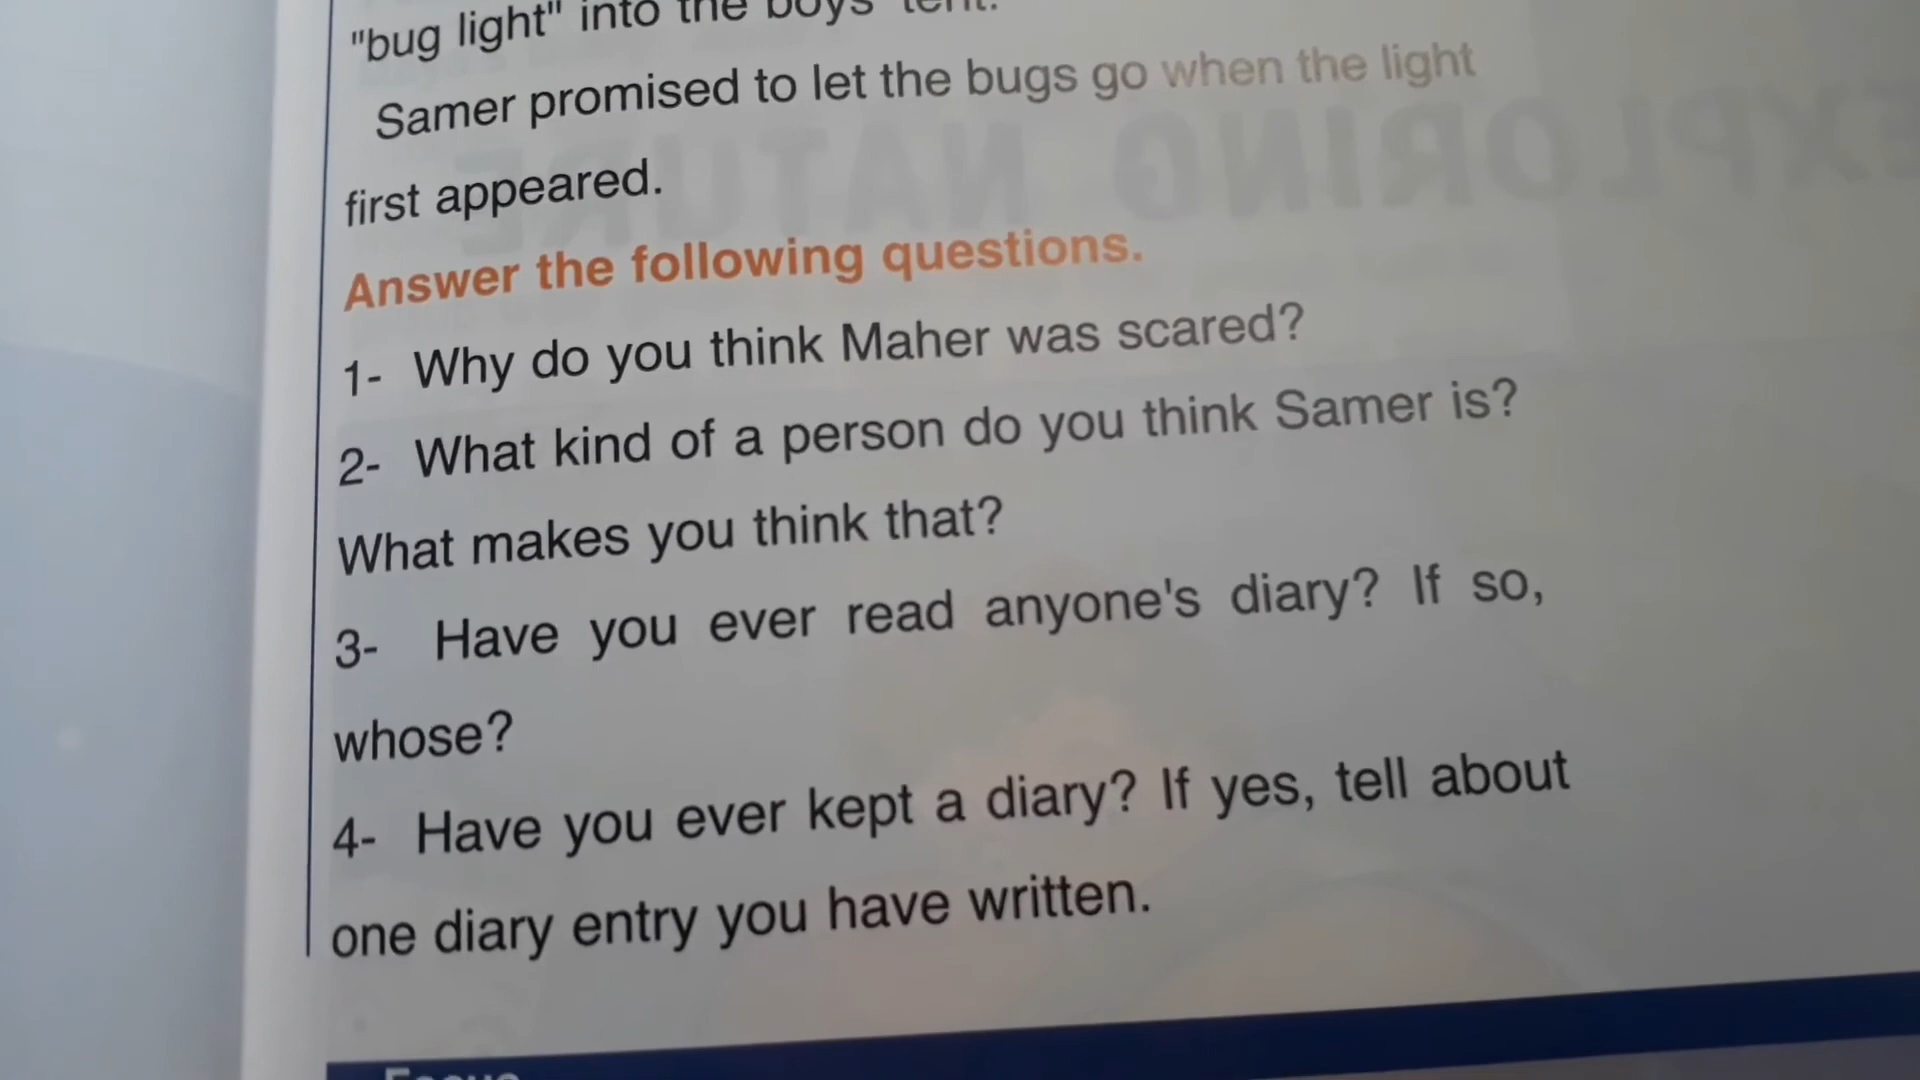 "bug light" into the boys' tent.
Samer promised to let the bugs go when the light
first appeared.
Answer the following questions.
1- Why do you think Maher was scared?
2- What kind of a person do you think Samer is?
What makes you think that?
3- Have you ever read anyone's diary? If so,
whose?
4- Have you ever kept a diary? If yes, tell about
one diary entry you have written.
Focus